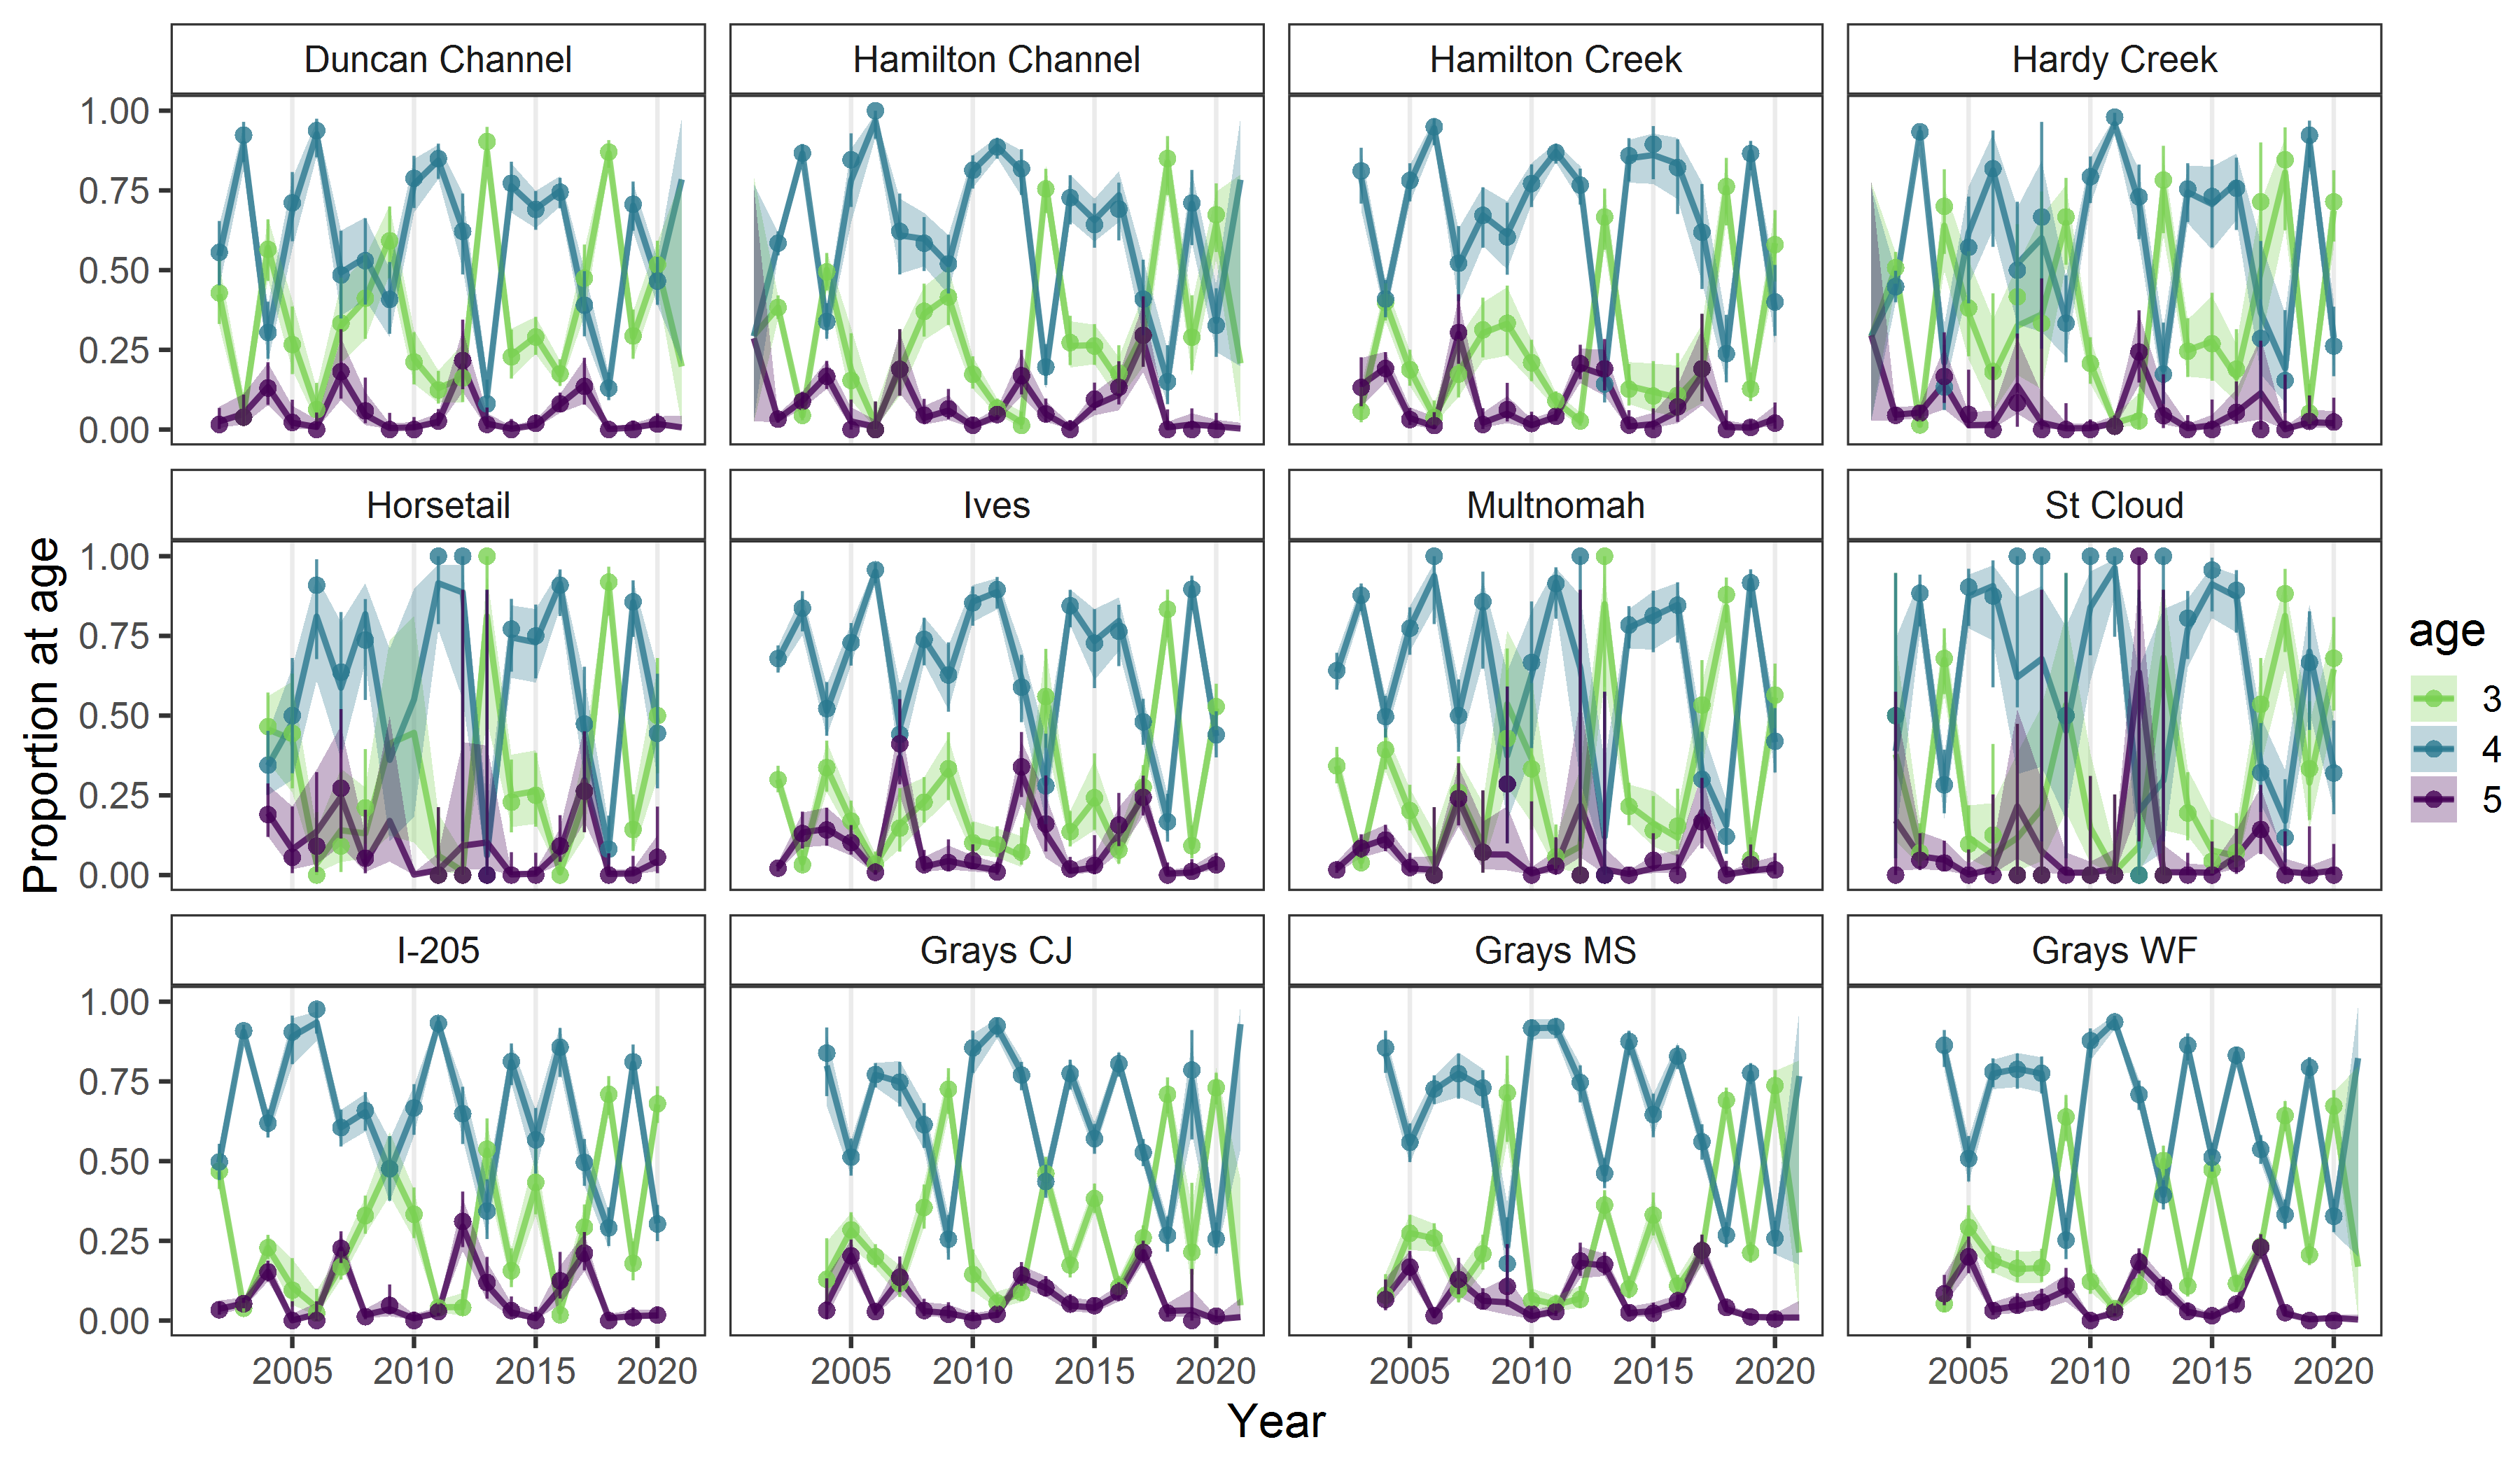 Duncan Channel
Hamilton Channel
Hamilton Creek
Hardy Creek
1.00
0.75
0.50
0.25
0.00
Horsetail
Ives
Multnomah
St Cloud
1.00
0.75
0.50
0.25
0.00
Proportion at age
age
3
4
5
I-205
Grays CJ
Grays MS
Grays WF
1.00
0.75
0.50
0.25
0.00
2005 2010 2015 2020
2005 2010 2015 2020
2005 2010 2015 2020
2005 2010 2015 2020
Year